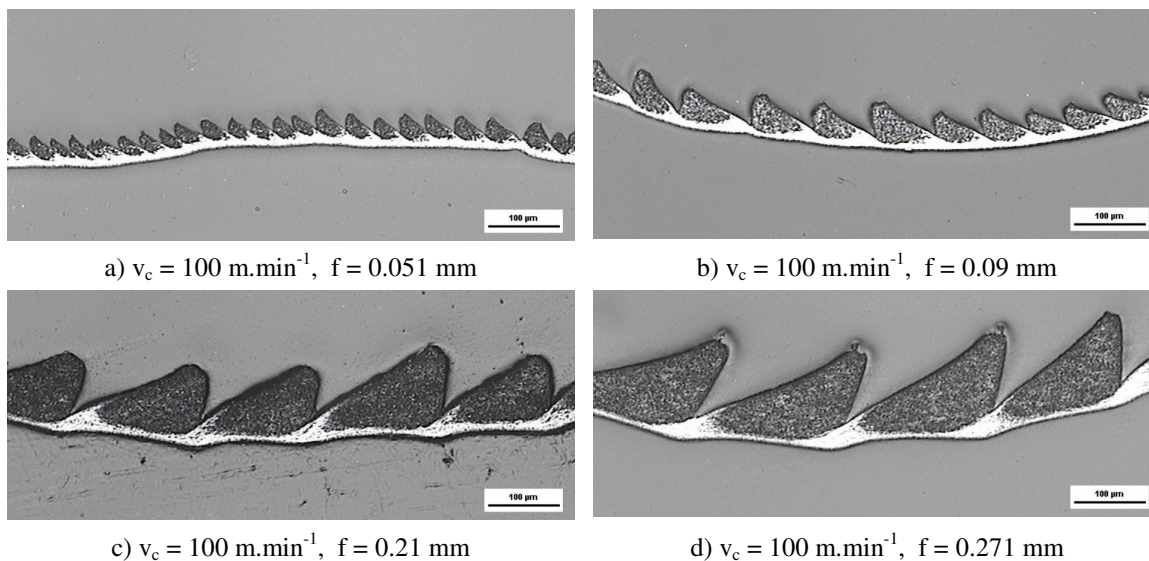 100 µm
100 µm
a) v_c = 100 m.min⁻¹, f = 0.051 mm
b) v_c = 100 m.min⁻¹, f = 0.09 mm
100 µm
100 µm
c) v_c = 100 m.min⁻¹, f = 0.21 mm
d) v_c = 100 m.min⁻¹, f = 0.271 mm